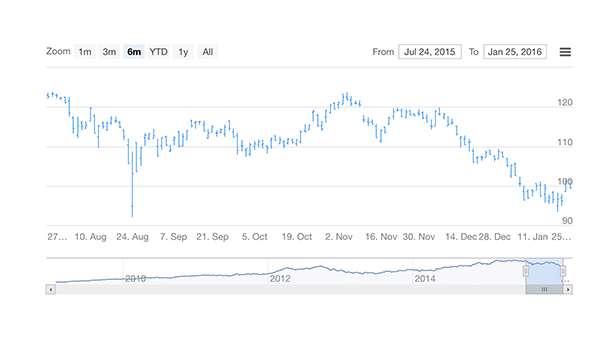 Zoom 1m 3m 6m YTD 1y All From Jul 24, 2015 To Jan 25, 2016
120
110
100
90
27… 10. Aug 24. Aug 7. Sep 21. Sep 5. Oct 19. Oct 2. Nov 16. Nov 30. Nov 14. Dec 28. Dec 11. Jan 25…
2010 2012 2014 …